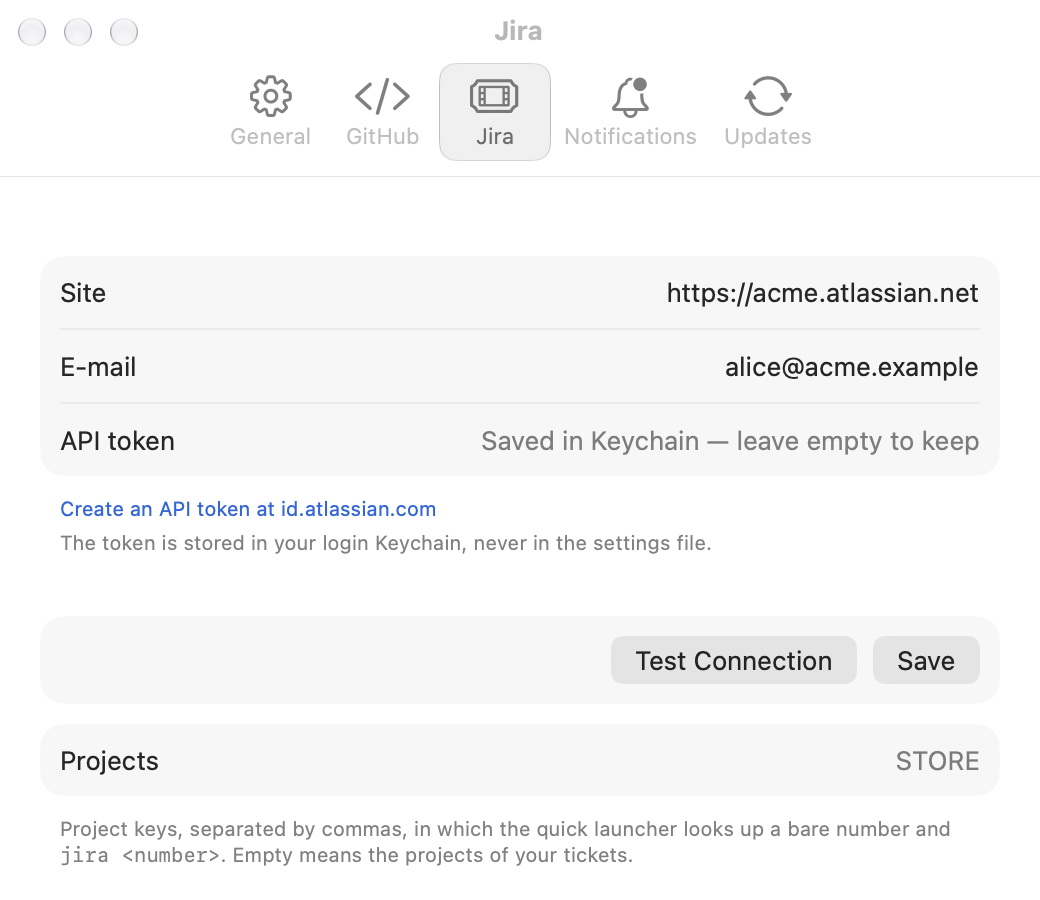 Jira
General
GitHub
Jira
Notifications
Updates
Site
https://acme.atlassian.net
E-mail
alice@acme.example
API token
Saved in Keychain — leave empty to keep
Create an API token at id.atlassian.com
The token is stored in your login Keychain, never in the settings file.
Test Connection
Save
Projects
STORE
Project keys, separated by commas, in which the quick launcher looks up a bare number and
jira <number>. Empty means the projects of your tickets.